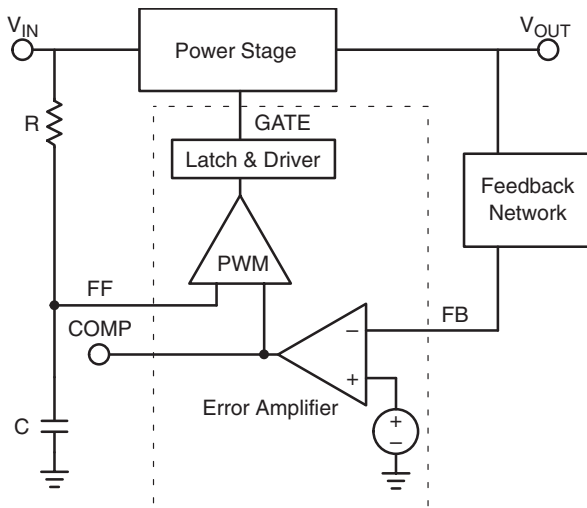 VIN
VOUT
Power Stage
R
GATE
Latch & Driver
Feedback
Network
PWM
FF
FB
COMP
−
+
Error Amplifier
+
−
C